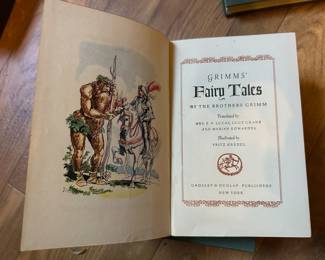 GRIMMS'
Fairy Tales
BY THE BROTHERS GRIMM
Translated by
MRS. E. V. LUCAS, LUCY CRANE
AND MARIAN EDWARDES
Illustrated by
FRITZ KREDEL
GROSSET & DUNLAP · PUBLISHERS
NEW YORK